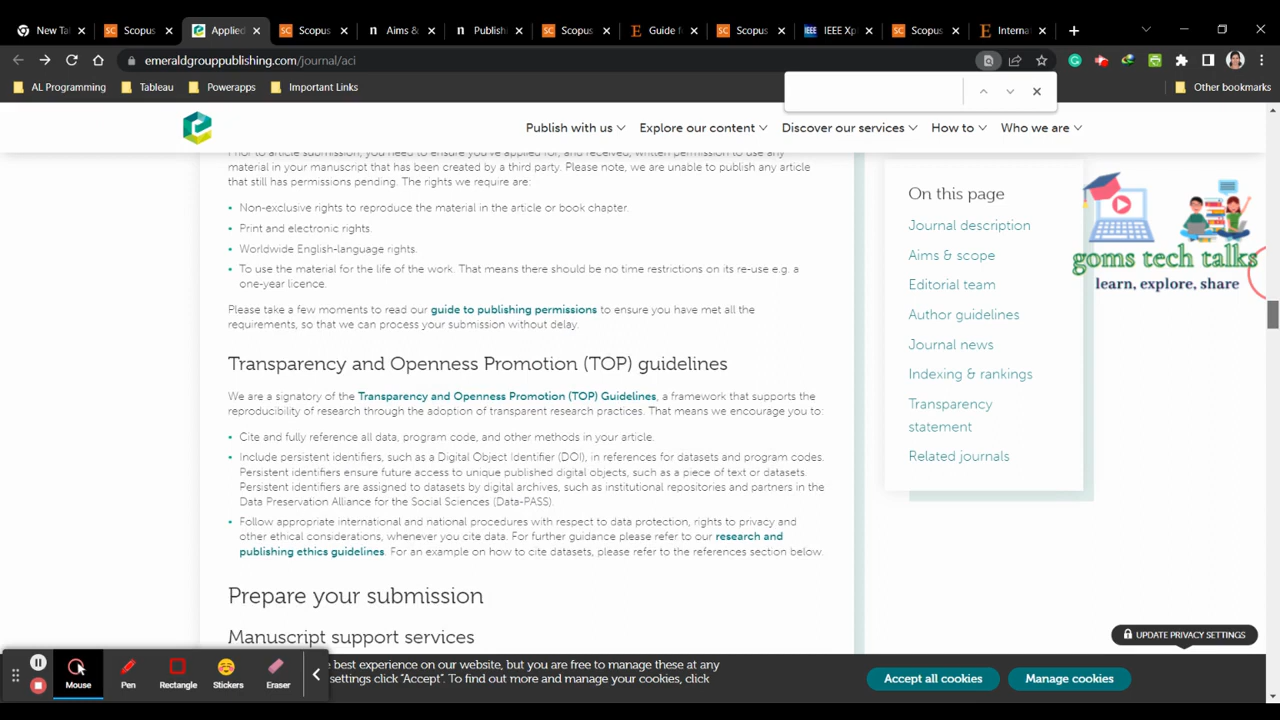 New Ta
Scopus
Applied
Scopus
Aims &
Publish
Scopus
Guide f
Scopus
IEEE Xp
Scopus
Interna
emeraldgrouppublishing.com/journal/aci
AL Programming
Tableau
Powerapps
Important Links
Other bookmarks
Publish with us
Explore our content
Discover our services
How to
Who we are
Prior to article submission, you need to ensure you've applied for, and received, written permission to use any
material in your manuscript that has been created by a third party. Please note, we are unable to publish any article
that still has permissions pending. The rights we require are:
• Non-exclusive rights to reproduce the material in the article or book chapter.
• Print and electronic rights.
• Worldwide English-language rights.
• To use the material for the life of the work. That means there should be no time restrictions on its re-use e.g. a
one-year licence.
Please take a few moments to read our guide to publishing permissions to ensure you have met all the
requirements, so that we can process your submission without delay.
Transparency and Openness Promotion (TOP) guidelines
We are a signatory of the Transparency and Openness Promotion (TOP) Guidelines, a framework that supports the
reproducibility of research through the adoption of transparent research practices. That means we encourage you to:
• Cite and fully reference all data, program code, and other methods in your article.
• Include persistent identifiers, such as a Digital Object Identifier (DOI), in references for datasets and program codes.
Persistent identifiers ensure future access to unique published digital objects, such as a piece of text or datasets.
Persistent identifiers are assigned to datasets by digital archives, such as institutional repositories and partners in the
Data Preservation Alliance for the Social Sciences (Data-PASS).
• Follow appropriate international and national procedures with respect to data protection, rights to privacy and
other ethical considerations, whenever you cite data. For further guidance please refer to our research and
publishing ethics guidelines. For an example on how to cite datasets, please refer to the references section below.
Prepare your submission
Manuscript support services
On this page
Journal description
Aims & scope
Editorial team
Author guidelines
Journal news
Indexing & rankings
Transparency
statement
Related journals
goms tech talks
learn, explore, share
UPDATE PRIVACY SETTINGS
best experience on our website, but you are free to manage these at any
settings click "Accept". To find out more and manage your cookies, click
Accept all cookies
Manage cookies
Mouse
Pen
Rectangle
Stickers
Eraser